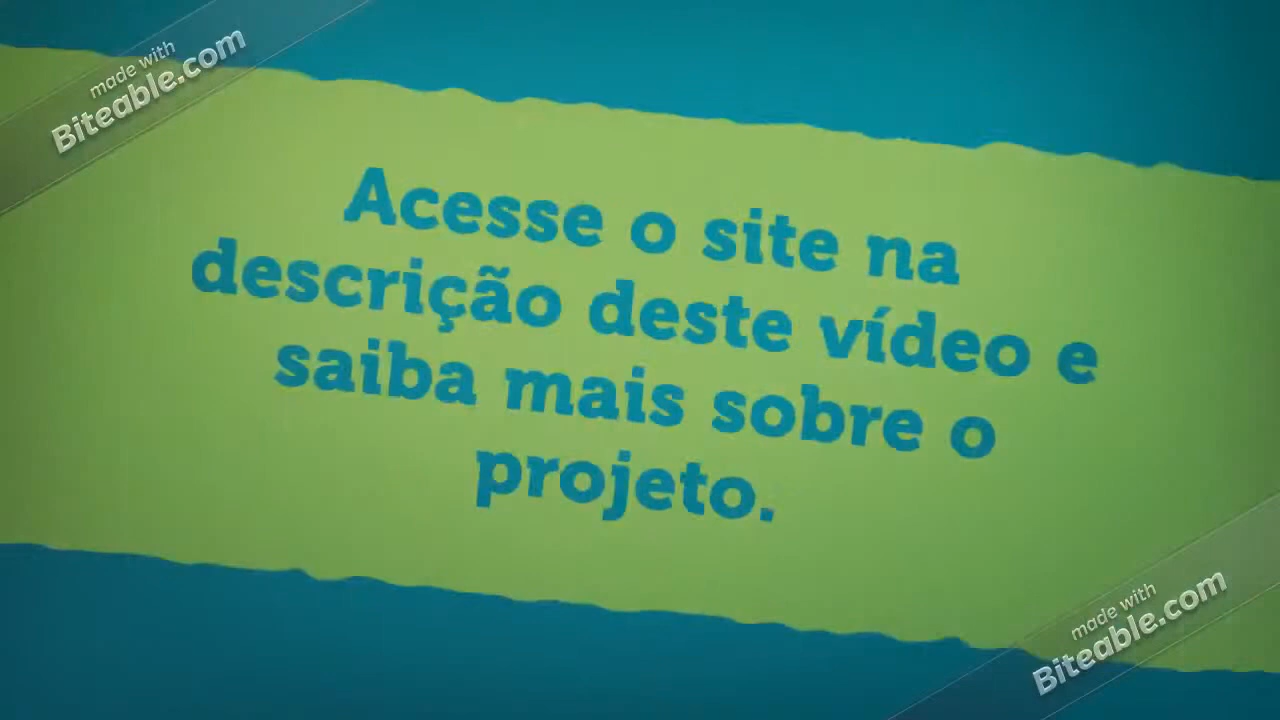 made with
Biteable.com
Acesse o site na
descrição deste vídeo e
saiba mais sobre o
projeto.
made with
Biteable.com